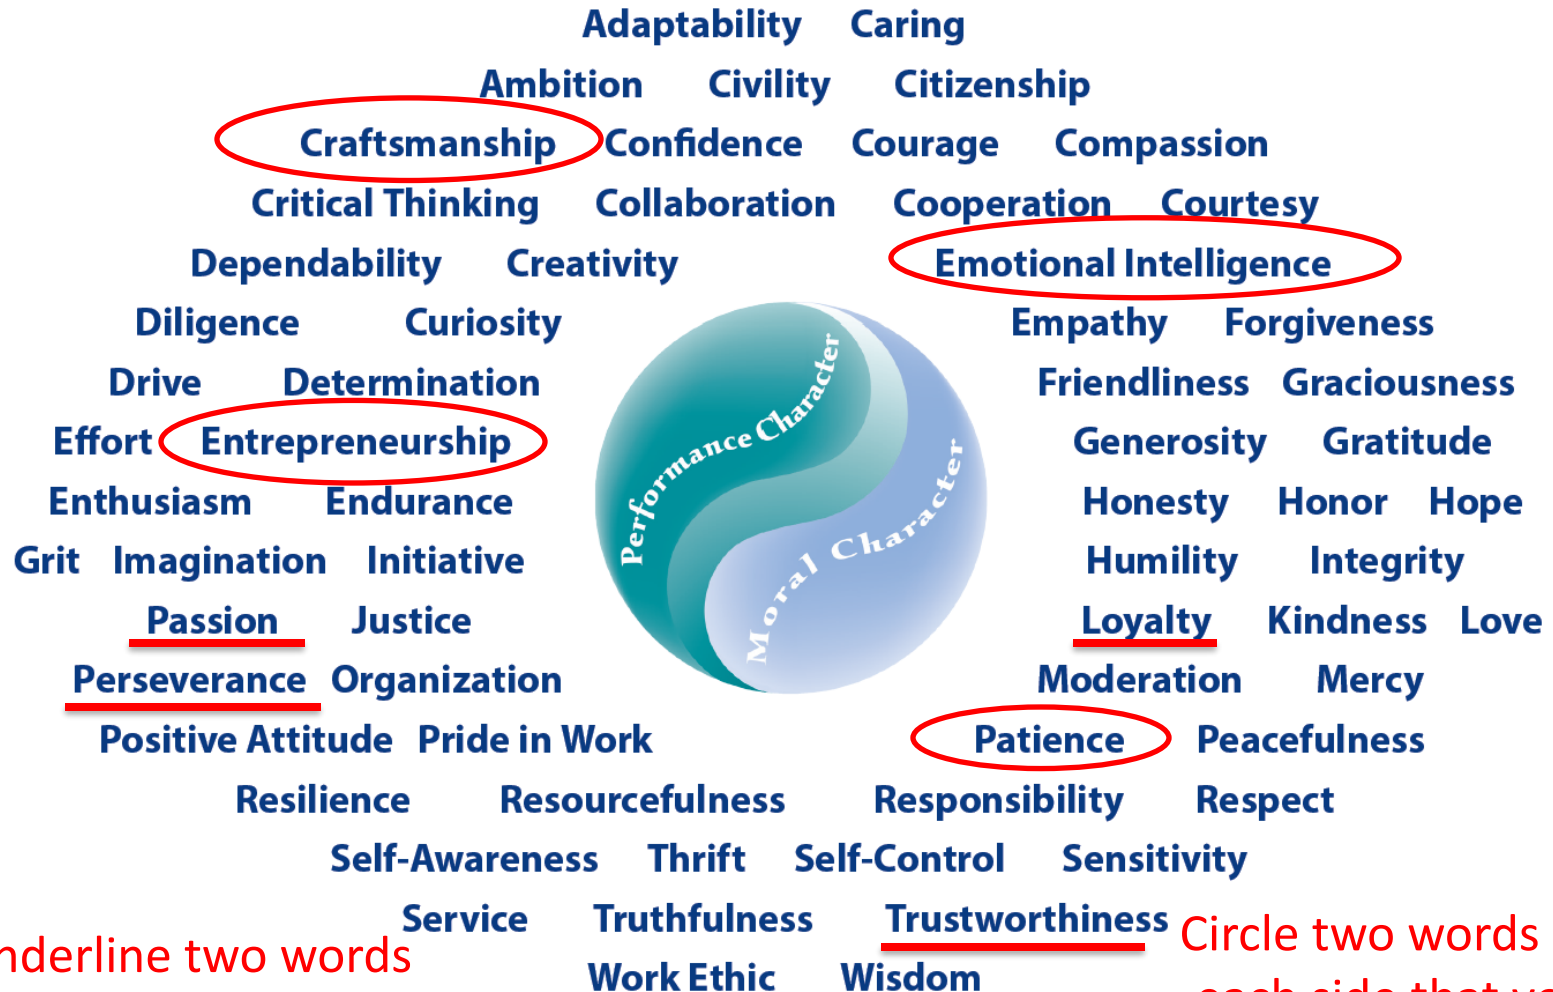 Adaptability Caring
Ambition Civility Citizenship
Craftsmanship Confidence Courage Compassion
Critical Thinking Collaboration Cooperation Courtesy
Dependability Creativity Emotional Intelligence
Diligence Curiosity Empathy Forgiveness
Drive Determination Friendliness Graciousness
Effort Entrepreneurship Generosity Gratitude
Enthusiasm Endurance Honesty Honor Hope
Grit Imagination Initiative Humility Integrity
Passion Justice Loyalty Kindness Love
Perseverance Organization Moderation Mercy
Positive Attitude Pride in Work Patience Peacefulness
Resilience Resourcefulness Responsibility Respect
Self-Awareness Thrift Self-Control Sensitivity
Service Truthfulness Trustworthiness
Work Ethic Wisdom
Performance Character
Moral Character
nderline two words
Circle two words
each side that